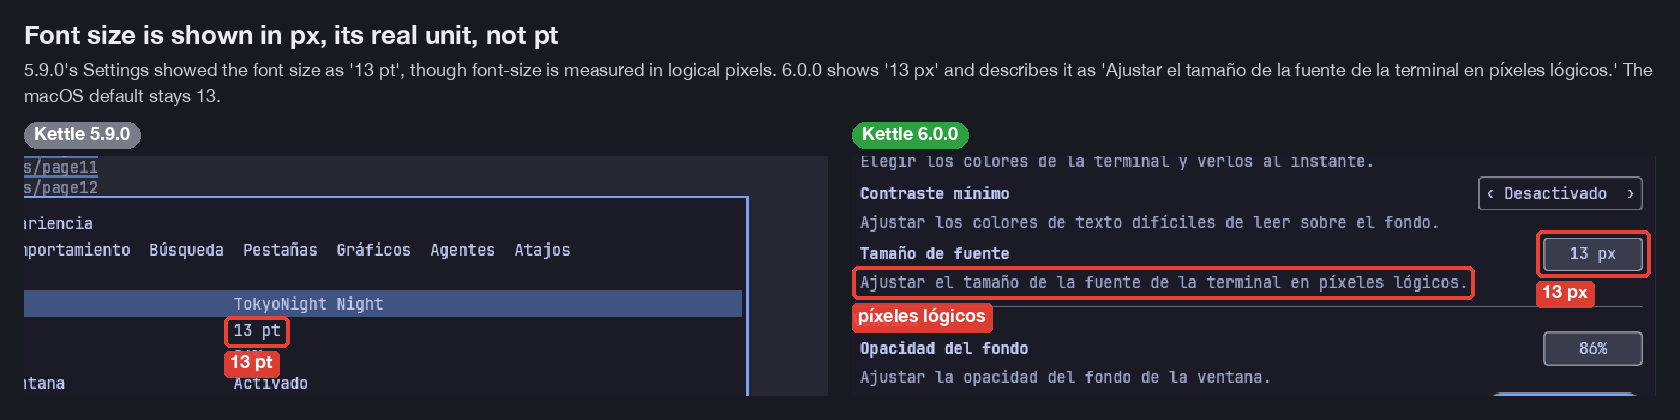 Font size is shown in px, its real unit, not pt
5.9.0's Settings showed the font size as '13 pt', though font-size is measured in logical pixels. 6.0.0 shows '13 px' and describes it as 'Ajustar el tamaño de la fuente de la terminal en píxeles lógicos.' The
macOS default stays 13.
Kettle 5.9.0
s/page11
s/page12
ariencia
mportamiento Búsqueda Pestañas Gráficos Agentes Atajos
TokyoNight Night
13 pt
13 pt
ntana Activado
Kettle 6.0.0
Elegir los colores de la terminal y verlos al instante.
Contraste mínimo ‹ Desactivado ›
Ajustar los colores de texto difíciles de leer sobre el fondo.
Tamaño de fuente 13 px
Ajustar el tamaño de la fuente de la terminal en píxeles lógicos.
13 px
píxeles lógicos
Opacidad del fondo 86%
Ajustar la opacidad del fondo de la ventana.